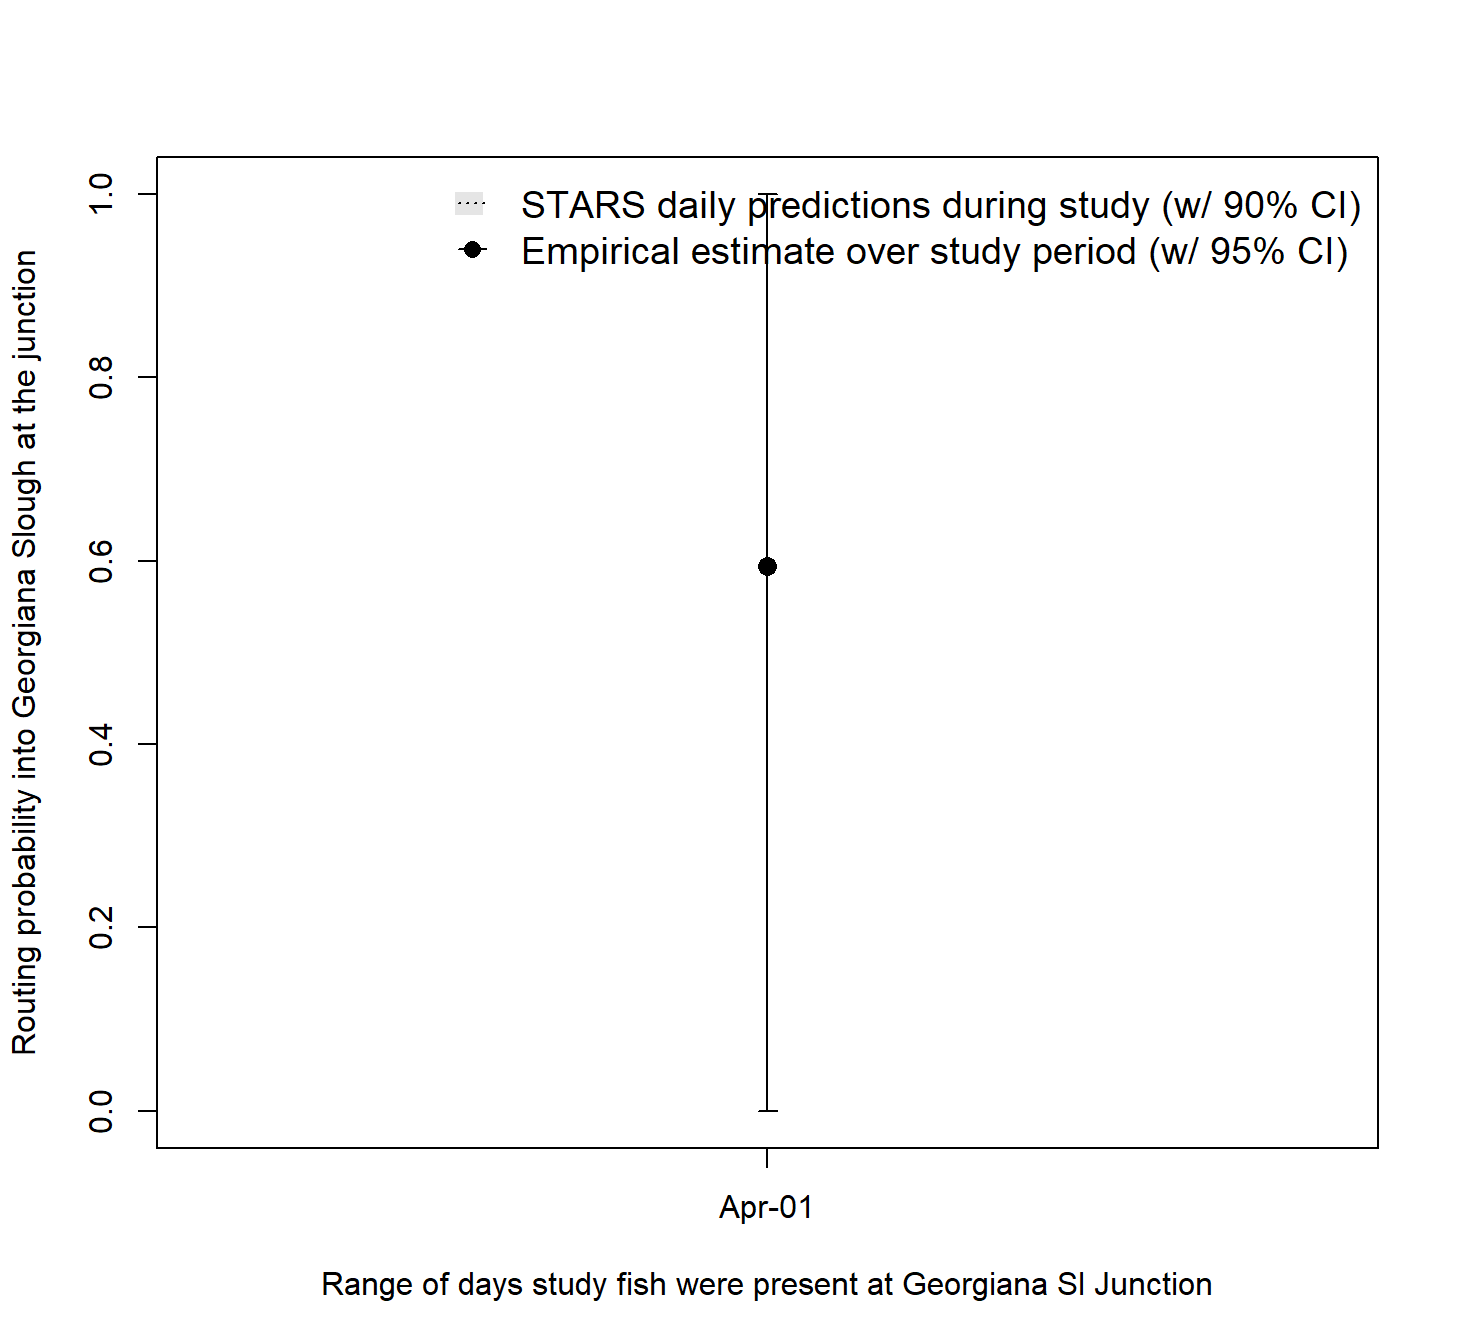 STARS daily predictions during study (w/ 90% CI)
Empirical estimate over study period (w/ 95% CI)
Routing probability into Georgiana Slough at the junction
1.0
0.8
0.6
0.4
0.2
0.0
Apr-01
Range of days study fish were present at Georgiana Sl Junction